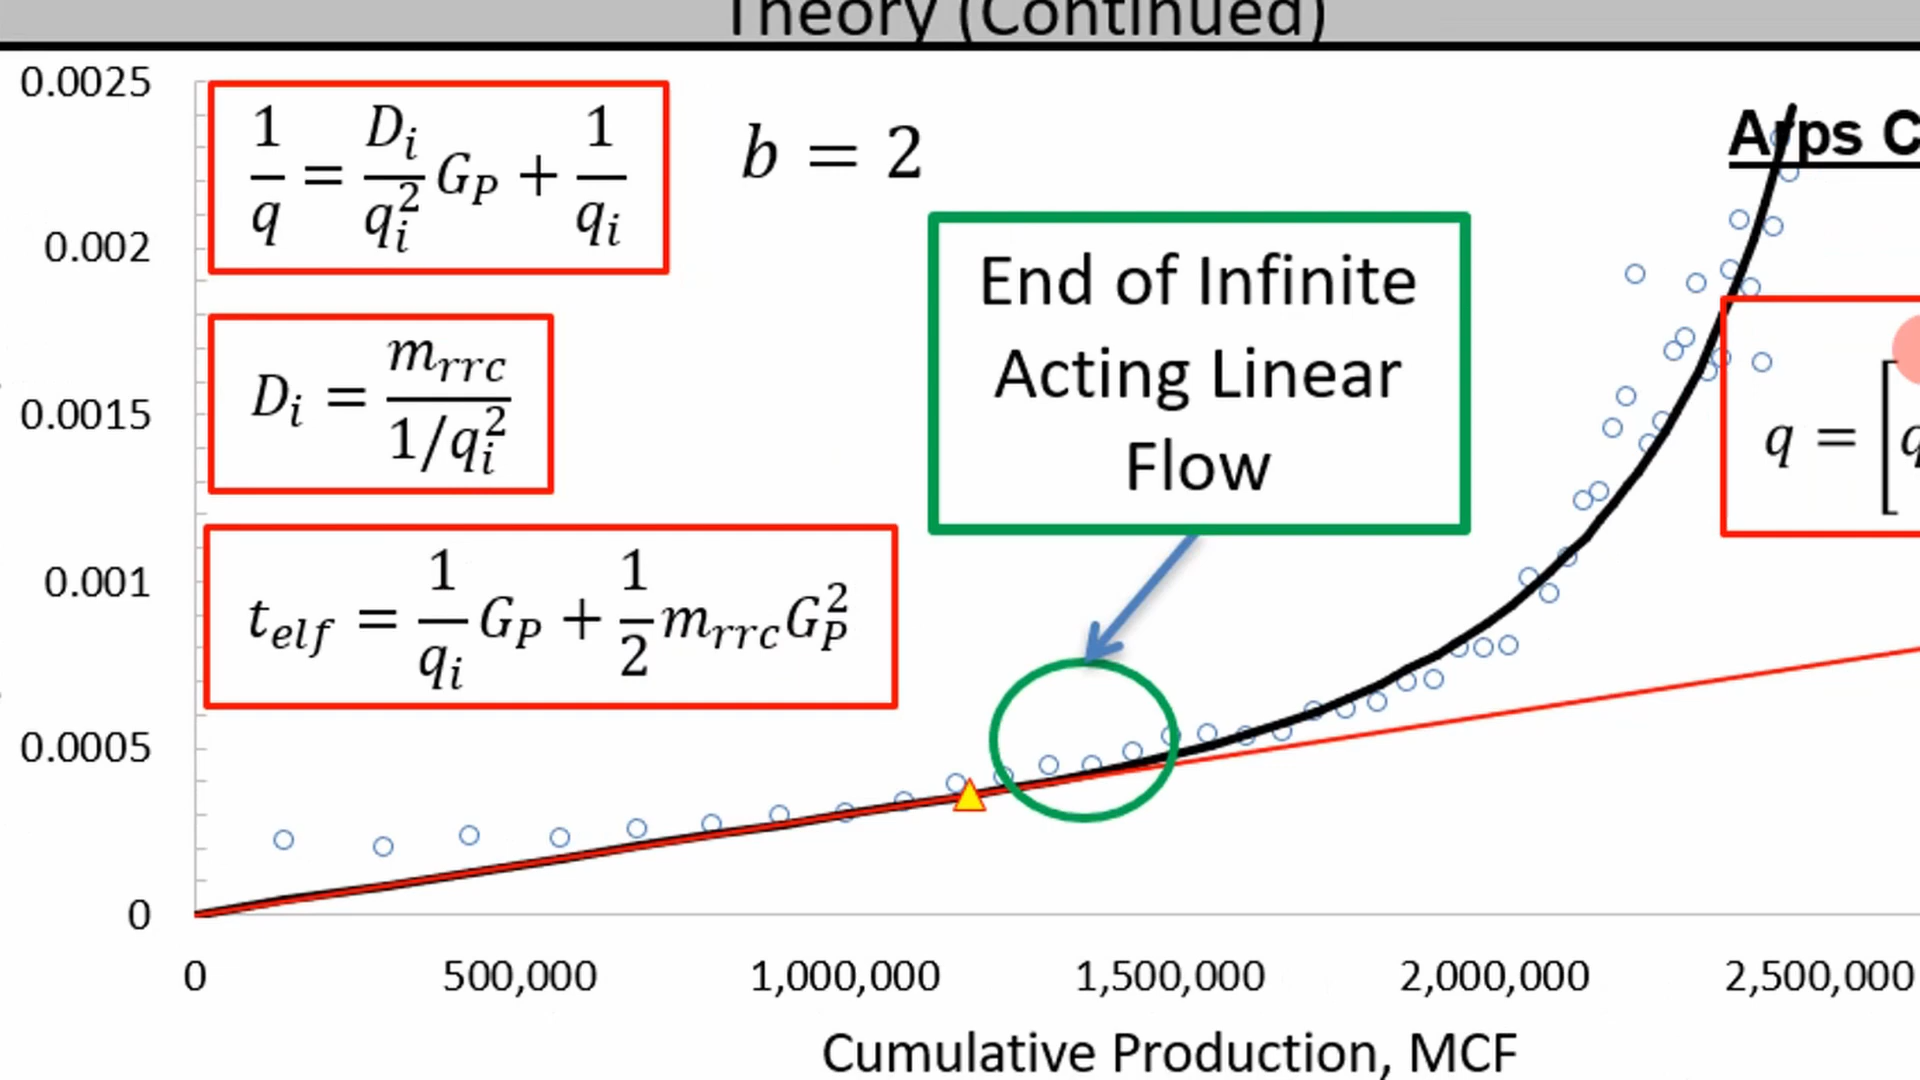 Theory (Continued)
0.0025
0.002
0.0015
0.001
0.0005
0
1/q = D_i/q_i^2 G_P + 1/q_i
b = 2
D_i = m_rrc / 1/q_i^2
t_elf = 1/q_i G_P + 1/2 m_rrc G_P^2
End of Infinite
Acting Linear
Flow
Arps C
q = [q
0 500,000 1,000,000 1,500,000 2,000,000 2,500,000
Cumulative Production, MCF